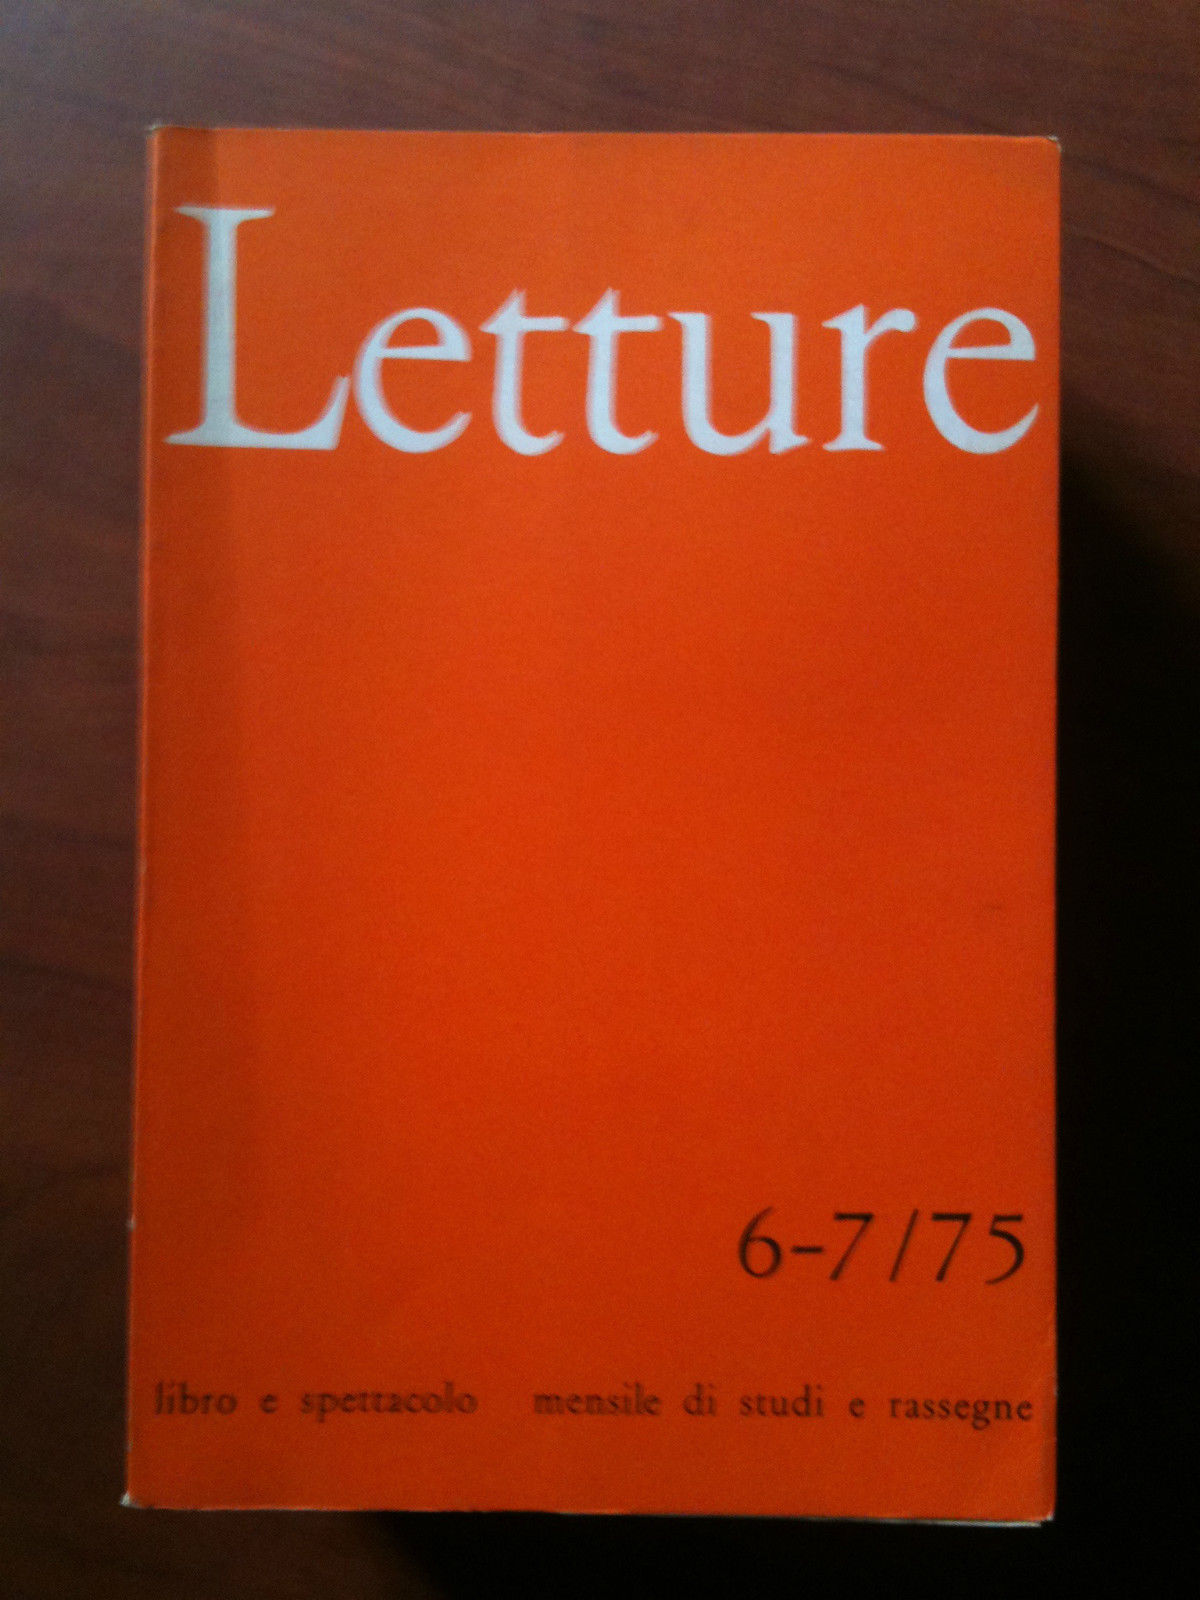 Letture
6-7/75
libro e spettacolo mensile di studi e rassegne